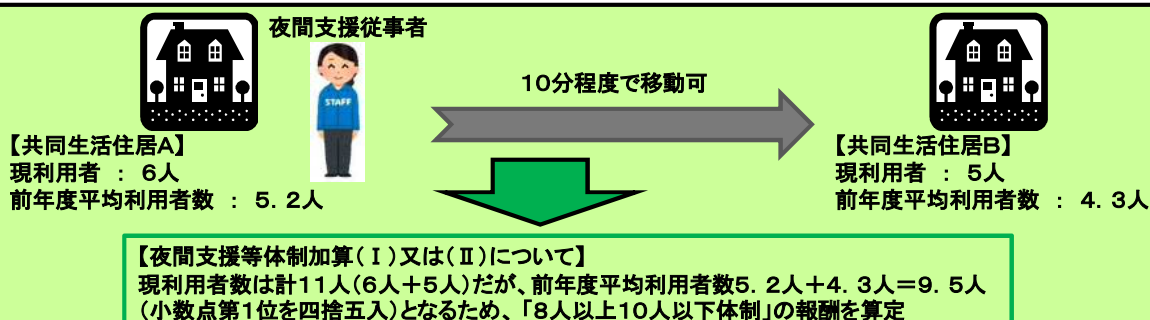 夜間支援従事者
STAFF
10分程度で移動可
【共同生活住居A】
現利用者 : 6人
前年度平均利用者数 : 5.2人
【共同生活住居B】
現利用者 : 5人
前年度平均利用者数 : 4.3人
【夜間支援等体制加算(Ⅰ)又は(Ⅱ)について】
現利用者数は計11人(6人+5人)だが、前年度平均利用者数5.2人+4.3人=9.5人
(小数点第1位を四捨五入)となるため、「8人以上10人以下体制」の報酬を算定